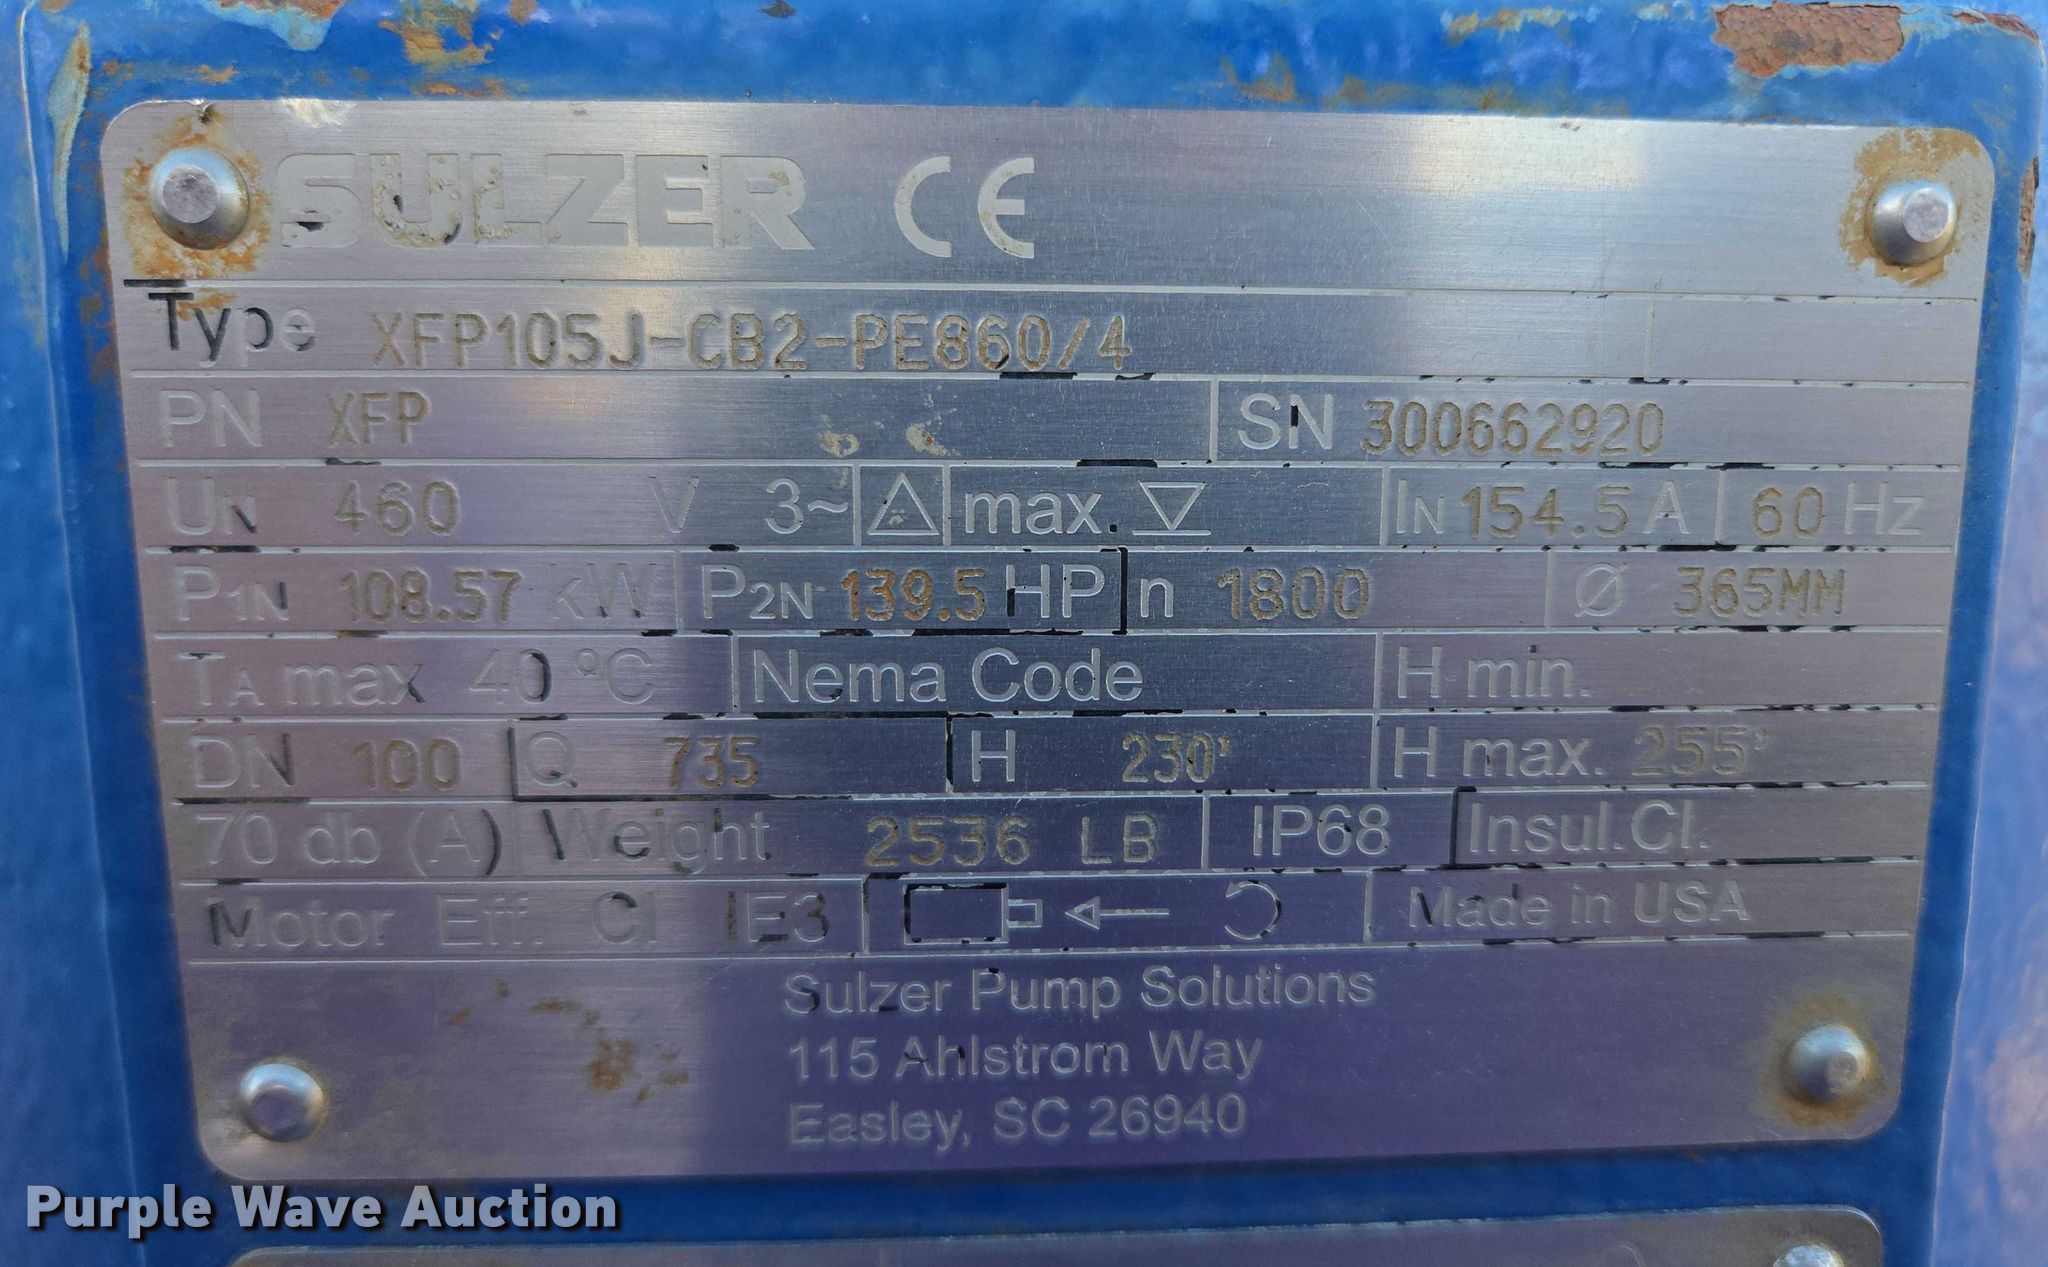 SULZER CE
Type XFP105J-CB2-PE860/4
PN XFP SN 300662920
UN 460 V 3~ △ max. ▽ IN 154.5 A 60 Hz
P1N 108.57 kW P2N 139.5 HP n 1800 Ø 365MM
TA max 40 °C Nema Code H min.
DN 100 Q 735 H 230' H max. 255'
70 db (A) Weight 2536 LB IP68 Insul.Cl.
Motor Eff. Cl IE3 Made in USA
Sulzer Pump Solutions
115 Ahlstrom Way
Easley, SC 26940
Purple Wave Auction